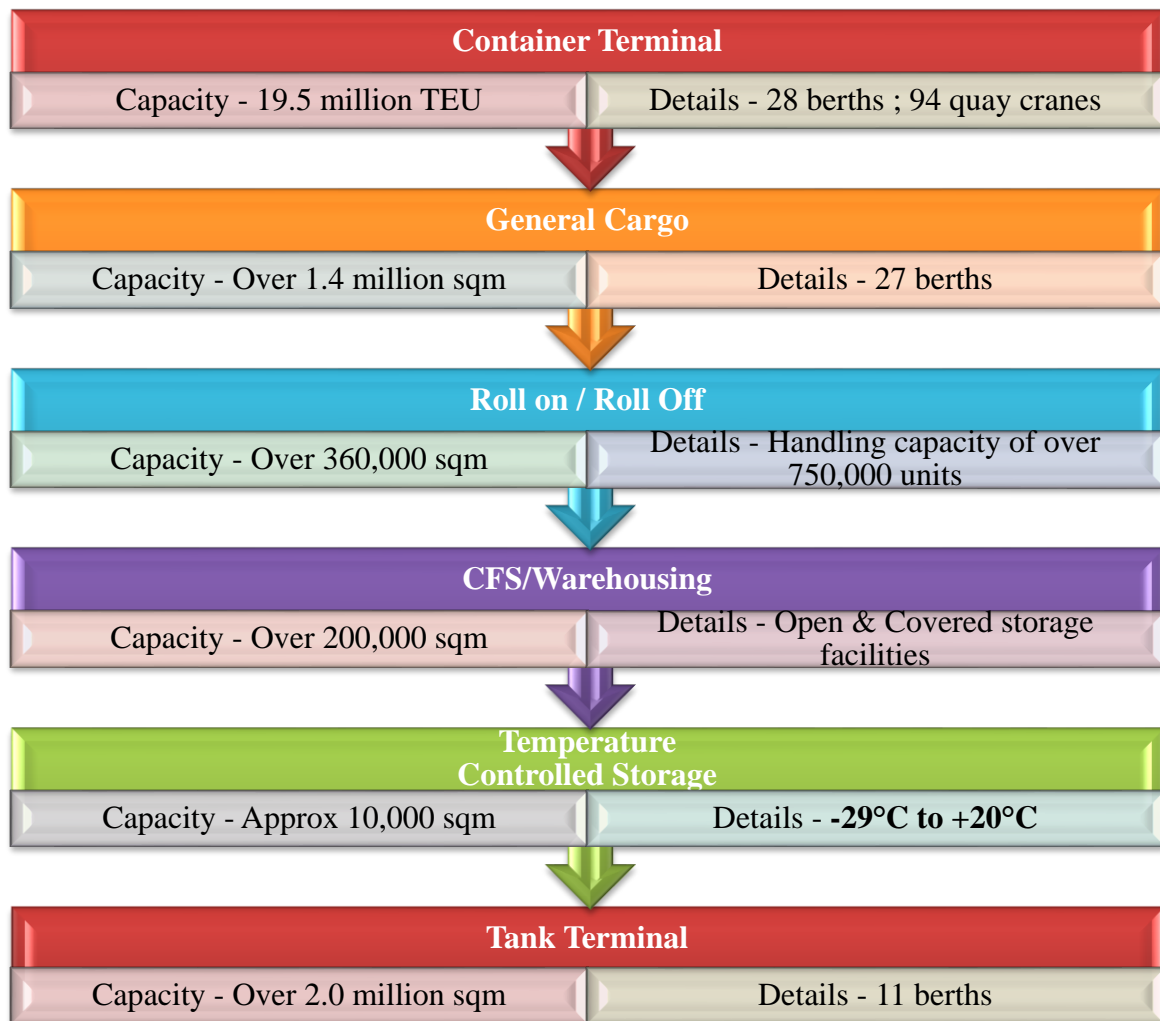 Container Terminal
Capacity - 19.5 million TEU
Details - 28 berths ; 94 quay cranes
General Cargo
Capacity - Over 1.4 million sqm
Details - 27 berths
Roll on / Roll Off
Capacity - Over 360,000 sqm
Details - Handling capacity of over
750,000 units
CFS/Warehousing
Capacity - Over 200,000 sqm
Details - Open & Covered storage
facilities
Temperature
Controlled Storage
Capacity - Approx 10,000 sqm
Details - -29°C to +20°C
Tank Terminal
Capacity - Over 2.0 million sqm
Details - 11 berths